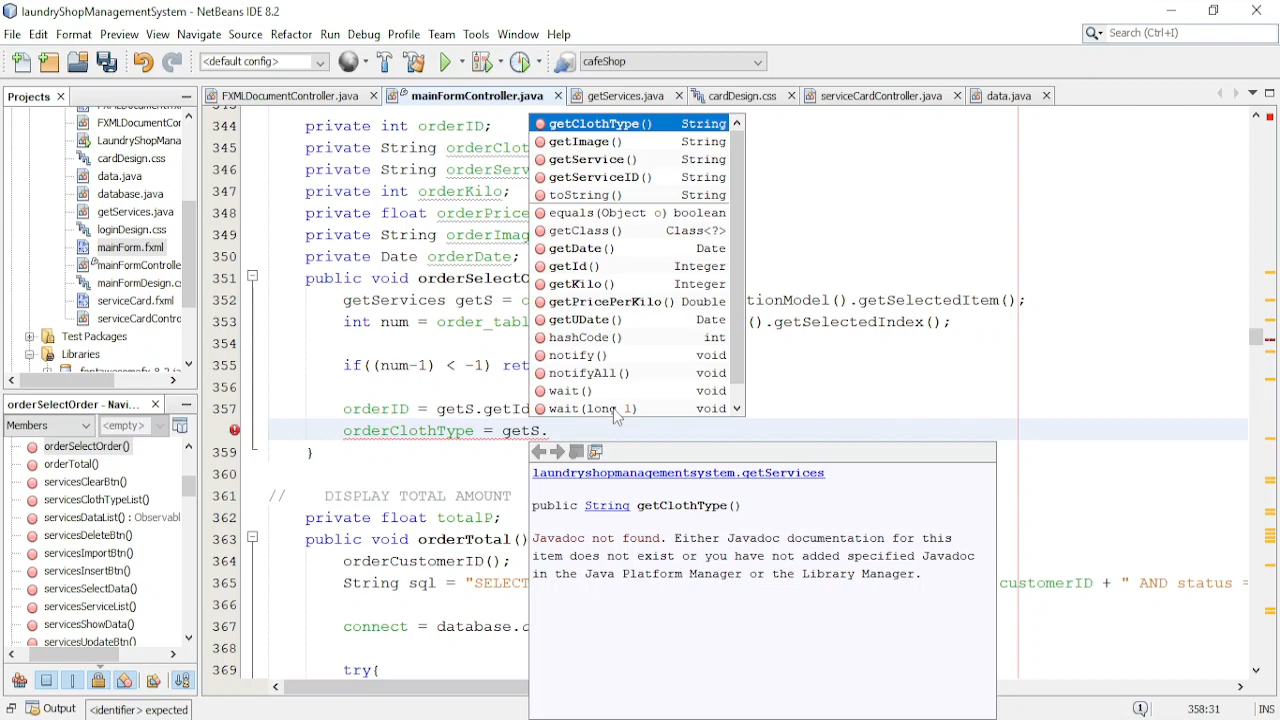 laundryShopManagementSystem - NetBeans IDE 8.2
File Edit Format Preview View Navigate Source Refactor Run Debug Profile Team Tools Window Help
Search (Ctrl+I)
<default config>
cafeShop
Projects
FXMLDocumentController.java
mainFormController.java
getServices.java
cardDesign.css
serviceCardController.java
data.java
FXMLDocumentCor
LaundryShopMana
cardDesign.css
data.java
database.java
getServices.java
loginDesign.css
mainForm.fxml
mainFormControlle
mainFormDesign.c
serviceCard.fxml
serviceCardContro
Test Packages
Libraries
orderSelectOrder - Navi...
Members
<empty>
orderSelectOrder()
orderTotal()
servicesClearBtn()
servicesClothTypeList()
servicesDataList() : Observabl
servicesDeleteBtn()
servicesImportBtn()
servicesInsertBtn()
servicesSelectData()
servicesServiceList()
servicesShowData()
servicesUpdateBtn()
344 private int orderID;
345 private String orderClot
346 private String orderServ
347 private int orderKilo;
348 private float orderPrice
349 private String orderImag
350 private Date orderDate;
351 public void orderSelectO
352 getServices getS = o tionModel().getSelectedItem();
353 int num = order_tabl ().getSelectedIndex();
354
355 if((num-1) < -1) ret
356
357 orderID = getS.getId
orderClothType = getS.
359 }
360
361 // DISPLAY TOTAL AMOUNT
362 private float totalP;
363 public void orderTotal()
364 orderCustomerID();
365 String sql = "SELECT customerID + " AND status =
366
367 connect = database.c
368
369 try{
getClothType() String
getImage() String
getService() String
getServiceID() String
toString() String
equals(Object o) boolean
getClass() Class<?>
getDate() Date
getId() Integer
getKilo() Integer
getPricePerKilo() Double
getUDate() Date
hashCode() int
notify() void
notifyAll() void
wait() void
wait(long l) void
laundryshopmanagementsystem.getServices
public String getClothType()
Javadoc not found. Either Javadoc documentation for this
item does not exist or you have not added specified Javadoc
in the Java Platform Manager or the Library Manager.
Output
<identifier> expected
358:31
INS